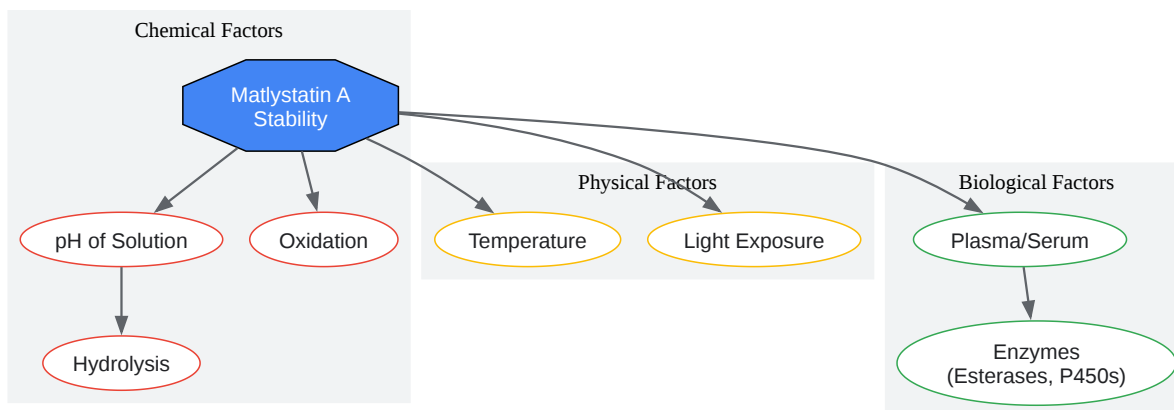 Chemical Factors
Matlystatin A
Stability
Physical Factors
Biological Factors
pH of Solution
Oxidation
Temperature
Light Exposure
Plasma/Serum
Hydrolysis
Enzymes
(Esterases, P450s)